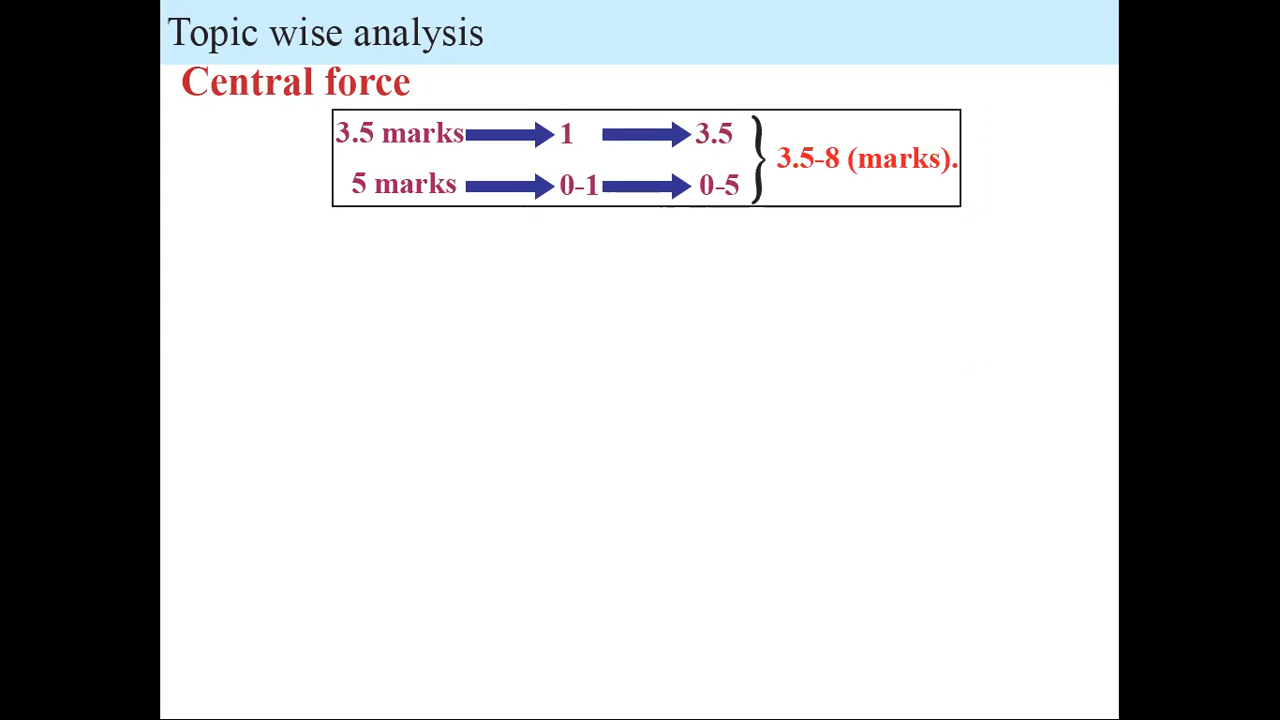 Topic wise analysis
Central force
3.5 marks 1 3.5
5 marks 0-1 0-5
3.5-8 (marks).